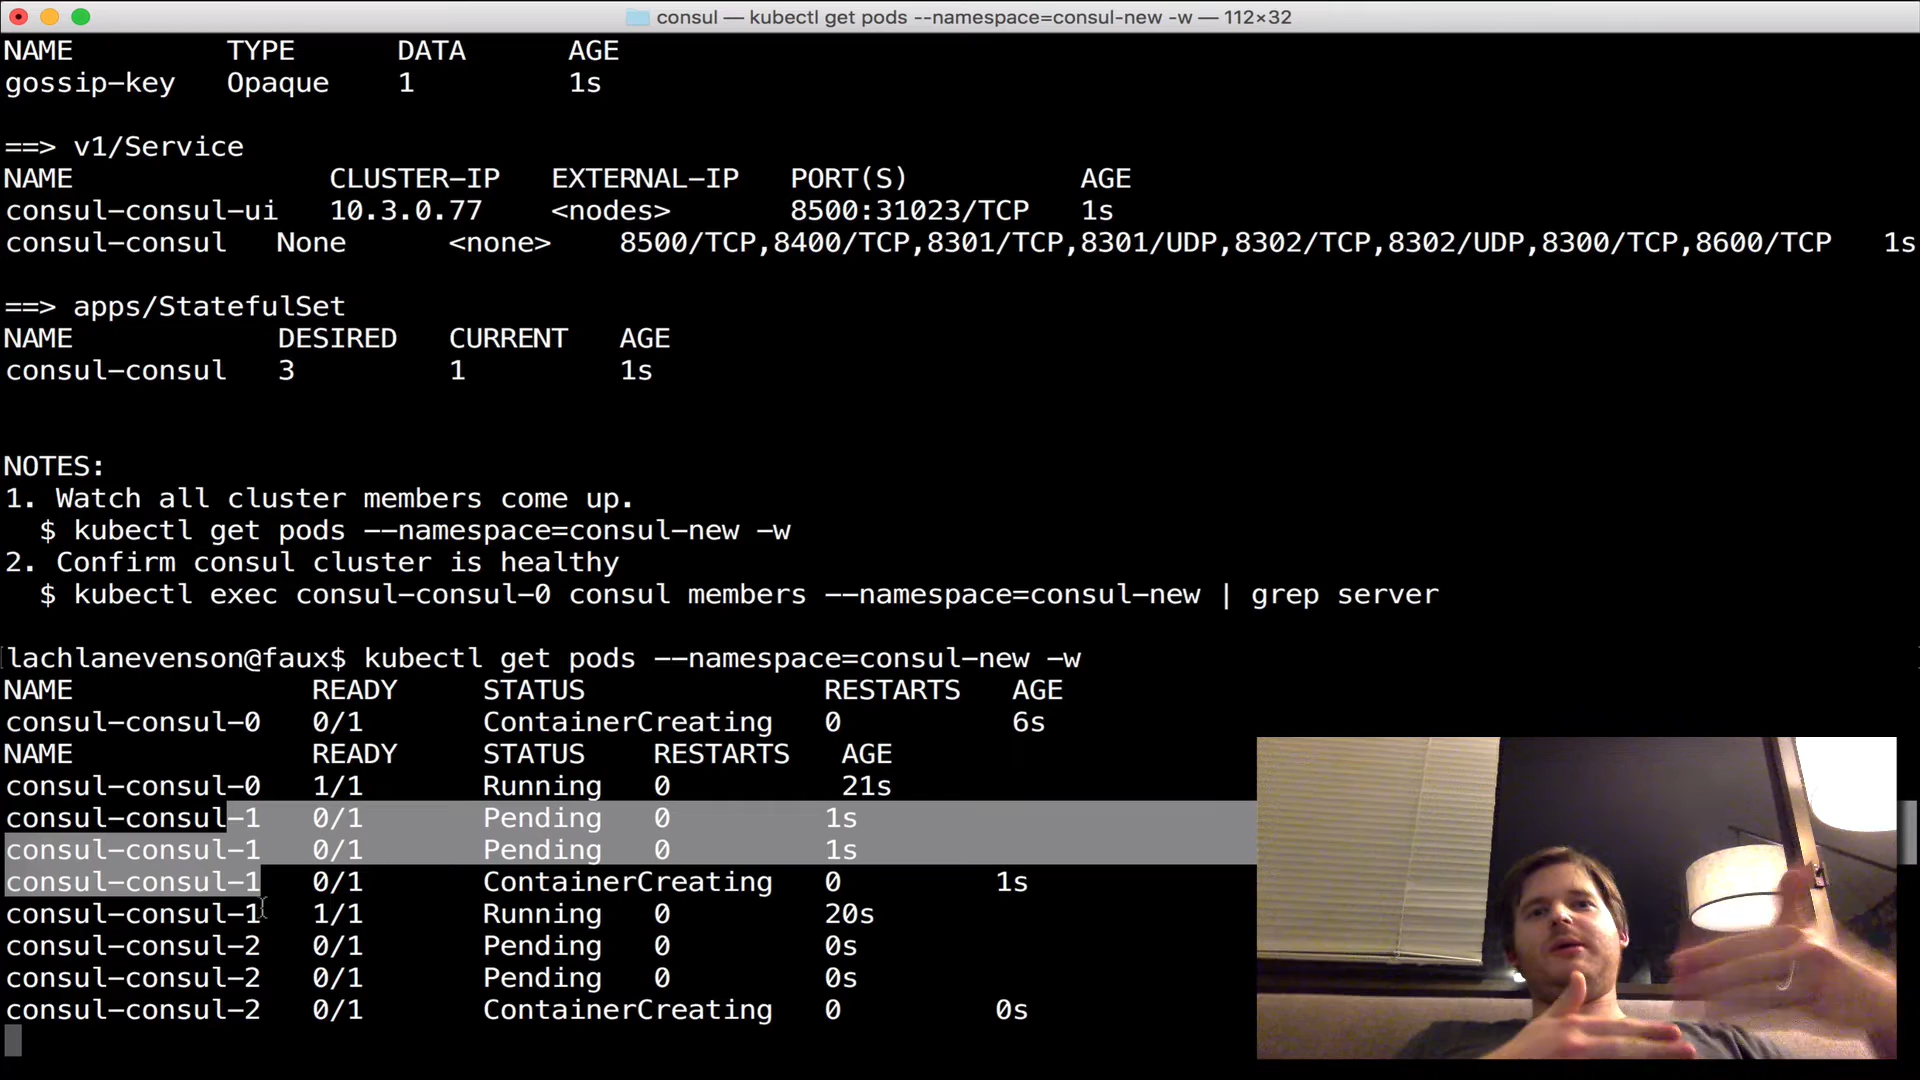 consul — kubectl get pods --namespace=consul-new -w — 112×32
NAME TYPE DATA AGE
gossip-key Opaque 1 1s
==> v1/Service
NAME CLUSTER-IP EXTERNAL-IP PORT(S) AGE
consul-consul-ui 10.3.0.77 <nodes> 8500:31023/TCP 1s
consul-consul None <none> 8500/TCP,8400/TCP,8301/TCP,8301/UDP,8302/TCP,8302/UDP,8300/TCP,8600/TCP 1s
==> apps/StatefulSet
NAME DESIRED CURRENT AGE
consul-consul 3 1 1s
NOTES:
1. Watch all cluster members come up.
$ kubectl get pods --namespace=consul-new -w
2. Confirm consul cluster is healthy
$ kubectl exec consul-consul-0 consul members --namespace=consul-new | grep server
lachlanevenson@faux$ kubectl get pods --namespace=consul-new -w
NAME READY STATUS RESTARTS AGE
consul-consul-0 0/1 ContainerCreating 0 6s
NAME READY STATUS RESTARTS AGE
consul-consul-0 1/1 Running 0 21s
consul-consul-1 0/1 Pending 0 1s
consul-consul-1 0/1 Pending 0 1s
consul-consul-1 0/1 ContainerCreating 0 1s
consul-consul-1 1/1 Running 0 20s
consul-consul-2 0/1 Pending 0 0s
consul-consul-2 0/1 Pending 0 0s
consul-consul-2 0/1 ContainerCreating 0 0s